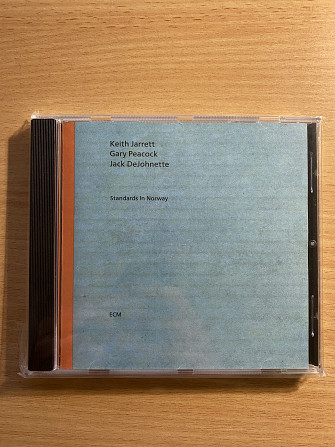 Keith Jarrett
Gary Peacock
Jack DeJohnette
Standards In Norway
ECM